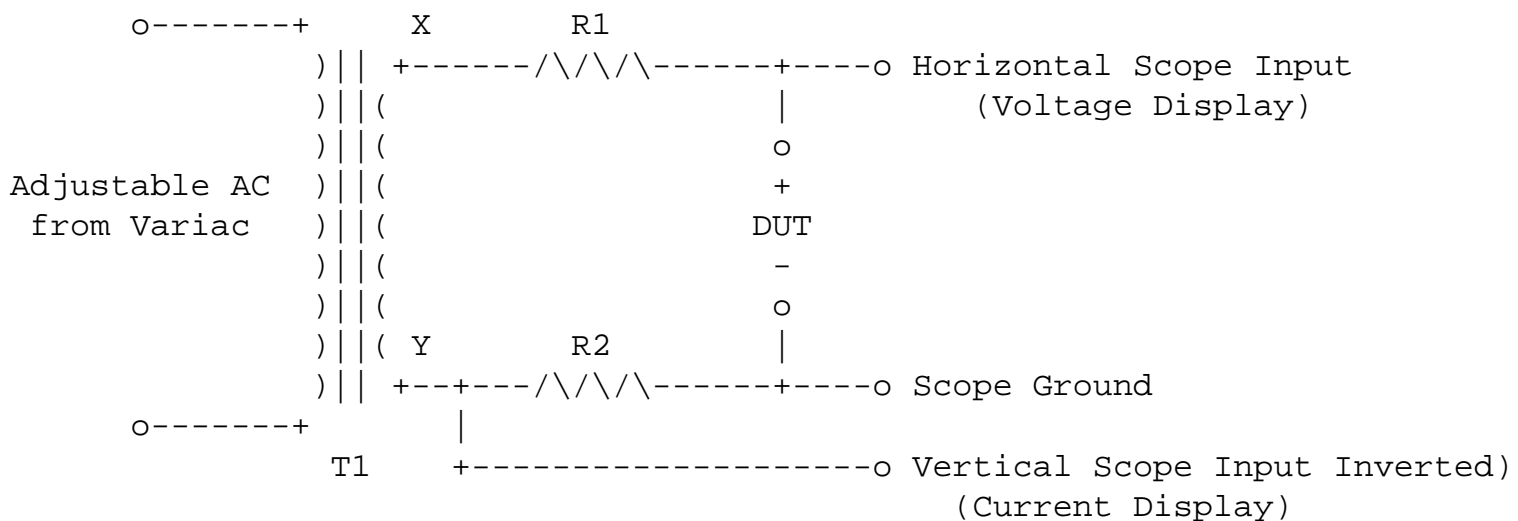 o-------+ X R1
)|| +------/\/\/\------+----o Horizontal Scope Input
)||( | (Voltage Display)
)||( o
Adjustable AC )||( +
from Variac )||( DUT
)||( -
)||( o
)||( Y R2 |
)|| +--+---/\/\/\------+----o Scope Ground
o-------+ |
T1 +-------------------o Vertical Scope Input Inverted)
(Current Display)